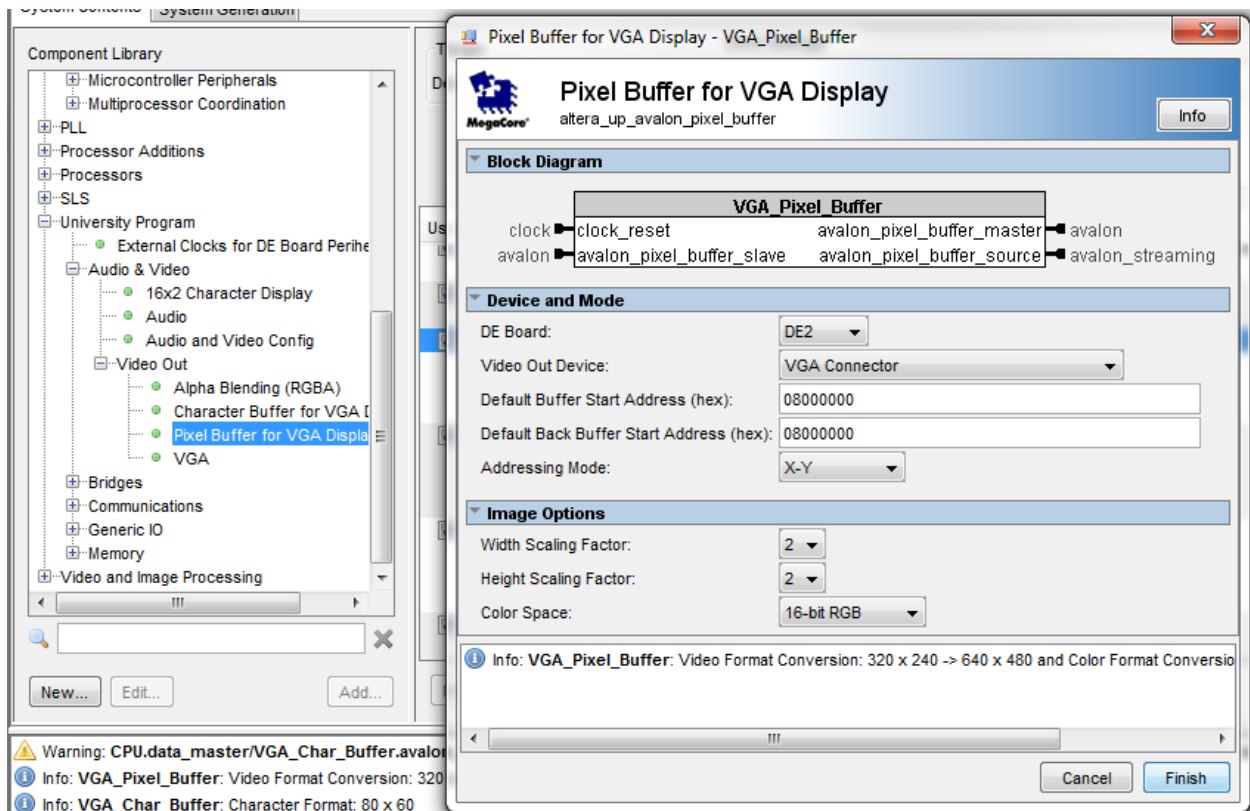 System Contents System Generation
Component Library
Microcontroller Peripherals
Multiprocessor Coordination
PLL
Processor Additions
Processors
SLS
University Program
External Clocks for DE Board Perihe
Audio & Video
16x2 Character Display
Audio
Audio and Video Config
Video Out
Alpha Blending (RGBA)
Character Buffer for VGA D
Pixel Buffer for VGA Displa
VGA
Bridges
Communications
Generic IO
Memory
Video and Image Processing
New... Edit... Add...
Warning: CPU.data_master/VGA_Char_Buffer.avalon
Info: VGA_Pixel_Buffer: Video Format Conversion: 320
Info: VGA_Char_Buffer: Character Format: 80 x 60
Us
Pixel Buffer for VGA Display - VGA_Pixel_Buffer
MegaCore®
Pixel Buffer for VGA Display
altera_up_avalon_pixel_buffer
Info
Block Diagram
VGA_Pixel_Buffer
clock clock_reset avalon_pixel_buffer_master avalon
avalon avalon_pixel_buffer_slave avalon_pixel_buffer_source avalon_streaming
Device and Mode
DE Board: DE2
Video Out Device: VGA Connector
Default Buffer Start Address (hex): 08000000
Default Back Buffer Start Address (hex): 08000000
Addressing Mode: X-Y
Image Options
Width Scaling Factor: 2
Height Scaling Factor: 2
Color Space: 16-bit RGB
Info: VGA_Pixel_Buffer: Video Format Conversion: 320 x 240 -> 640 x 480 and Color Format Conversio
Cancel Finish